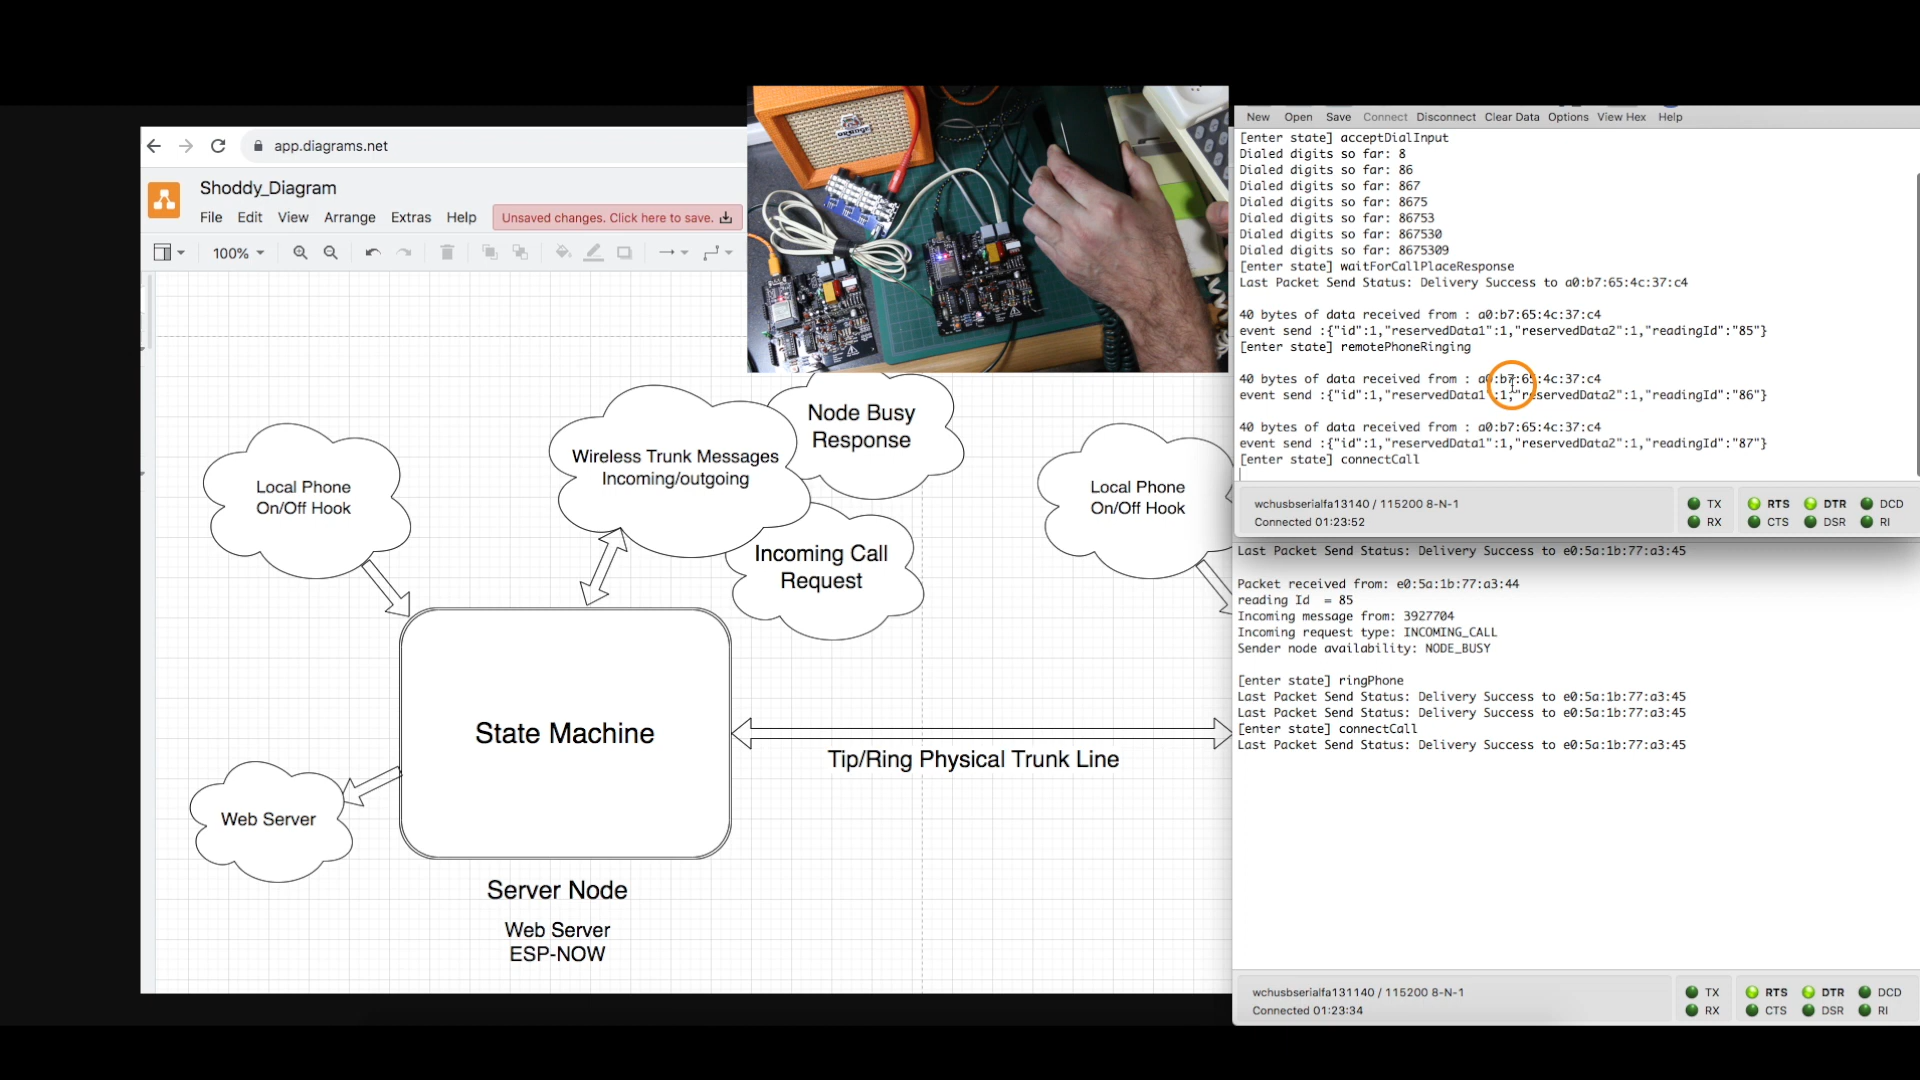 app.diagrams.net
Shoddy_Diagram
File Edit View Arrange Extras Help
Unsaved changes. Click here to save.
100%
Local Phone
On/Off Hook
Wireless Trunk Messages
Incoming/outgoing
Node Busy
Response
Incoming Call
Request
Local Phone
On/Off Hook
State Machine
Tip/Ring Physical Trunk Line
Web Server
Server Node
Web Server
ESP-NOW
New Open Save Connect Disconnect Clear Data Options View Hex Help
[enter state] acceptDialInput
Dialed digits so far: 8
Dialed digits so far: 86
Dialed digits so far: 867
Dialed digits so far: 8675
Dialed digits so far: 86753
Dialed digits so far: 867530
Dialed digits so far: 8675309
[enter state] waitForCallPlaceResponse
Last Packet Send Status: Delivery Success to a0:b7:65:4c:37:c4
40 bytes of data received from : a0:b7:65:4c:37:c4
event send :{"id":1,"reservedData1":1,"reservedData2":1,"readingId":"85"}
[enter state] remotePhoneRinging
40 bytes of data received from : a0:b7:65:4c:37:c4
event send :{"id":1,"reservedData1":1,"reservedData2":1,"readingId":"86"}
40 bytes of data received from : a0:b7:65:4c:37:c4
event send :{"id":1,"reservedData1":1,"reservedData2":1,"readingId":"87"}
[enter state] connectCall
wchusbserialfa13140 / 115200 8-N-1
Connected 01:23:52
TX RTS DTR DCD
RX CTS DSR RI
Last Packet Send Status: Delivery Success to e0:5a:1b:77:a3:45
Packet received from: e0:5a:1b:77:a3:44
reading Id = 85
Incoming message from: 3927704
Incoming request type: INCOMING_CALL
Sender node availability: NODE_BUSY
[enter state] ringPhone
Last Packet Send Status: Delivery Success to e0:5a:1b:77:a3:45
Last Packet Send Status: Delivery Success to e0:5a:1b:77:a3:45
[enter state] connectCall
Last Packet Send Status: Delivery Success to e0:5a:1b:77:a3:45
wchusbserialfa131140 / 115200 8-N-1
Connected 01:23:34
TX RTS DTR DCD
RX CTS DSR RI